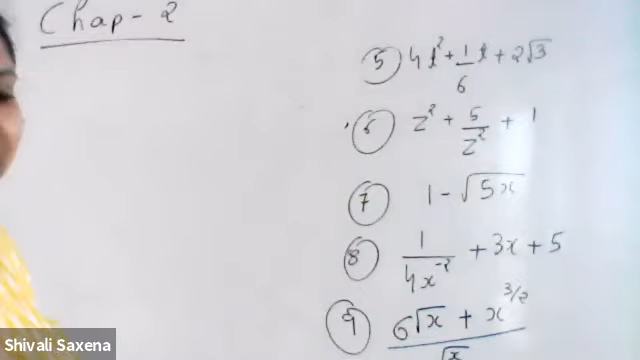 Chap - 2
⑤ 4t² + 1/6 t + 2√3
⑥ z² + 5/z² + 1
⑦ 1 - √5x
⑧ 1/4x⁻² + 3x + 5
⑨ 6√x + x^3/2 / √x
Shivali Saxena